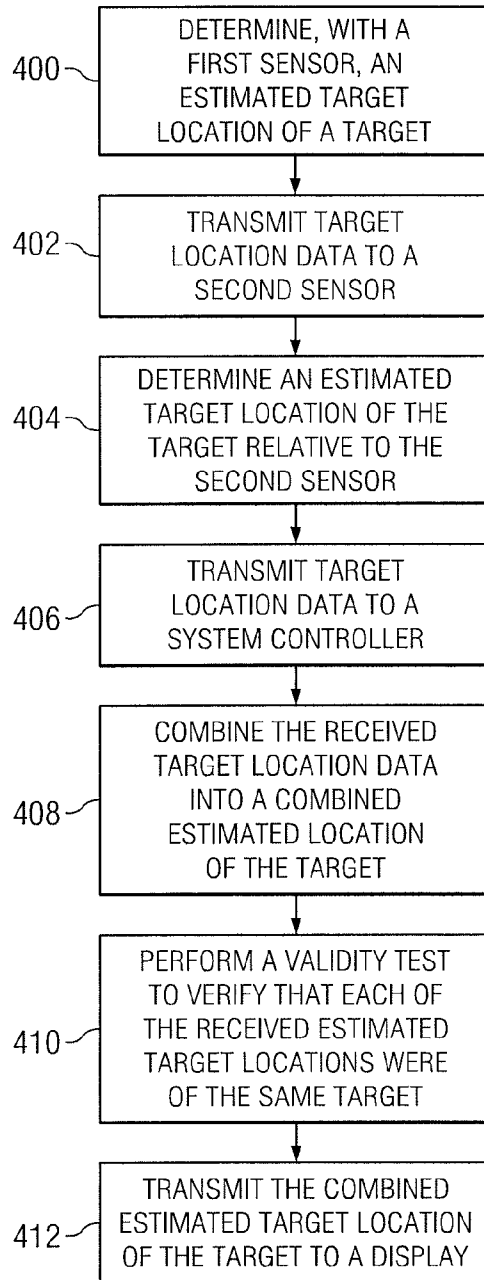 400
DETERMINE, WITH A
FIRST SENSOR, AN
ESTIMATED TARGET
LOCATION OF A TARGET
402
TRANSMIT TARGET
LOCATION DATA TO A
SECOND SENSOR
404
DETERMINE AN ESTIMATED
TARGET LOCATION OF THE
TARGET RELATIVE TO THE
SECOND SENSOR
406
TRANSMIT TARGET
LOCATION DATA TO A
SYSTEM CONTROLLER
408
COMBINE THE RECEIVED
TARGET LOCATION DATA
INTO A COMBINED
ESTIMATED LOCATION
OF THE TARGET
410
PERFORM A VALIDITY TEST
TO VERIFY THAT EACH OF
THE RECEIVED ESTIMATED
TARGET LOCATIONS WERE
OF THE SAME TARGET
412
TRANSMIT THE COMBINED
ESTIMATED TARGET LOCATION
OF THE TARGET TO A DISPLAY